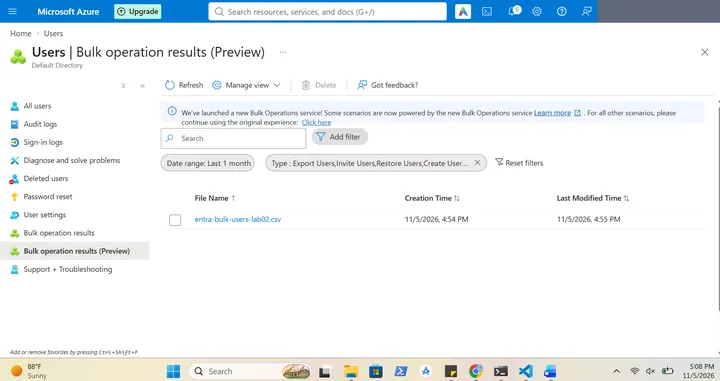 Microsoft Azure
Upgrade
Search resources, services, and docs (G+/)
Home > Users
Users | Bulk operation results (Preview) ...
Default Directory
Refresh
Manage view
Delete
Got feedback?
We've launched a new Bulk Operations service! Some scenarios are now powered by the new Bulk Operations service Learn more . For all other scenarios, please
continue using the original experience: Click here
Search
Add filter
Date range: Last 1 month
Type : Export Users,Invite Users,Restore Users,Create User...
Reset filters
All users
Audit logs
Sign-in logs
Diagnose and solve problems
Deleted users
Password reset
User settings
Bulk operation results
Bulk operation results (Preview)
Support + Troubleshooting
File Name ↑
Creation Time ↑↓
Last Modified Time ↑↓
entra-bulk-users-lab02.csv
11/5/2026, 4:54 PM
11/5/2026, 4:55 PM
Add or remove favorites by pressing Ctrl+Shift+F
88°F
Sunny
Search
5:08 PM
11/5/2026